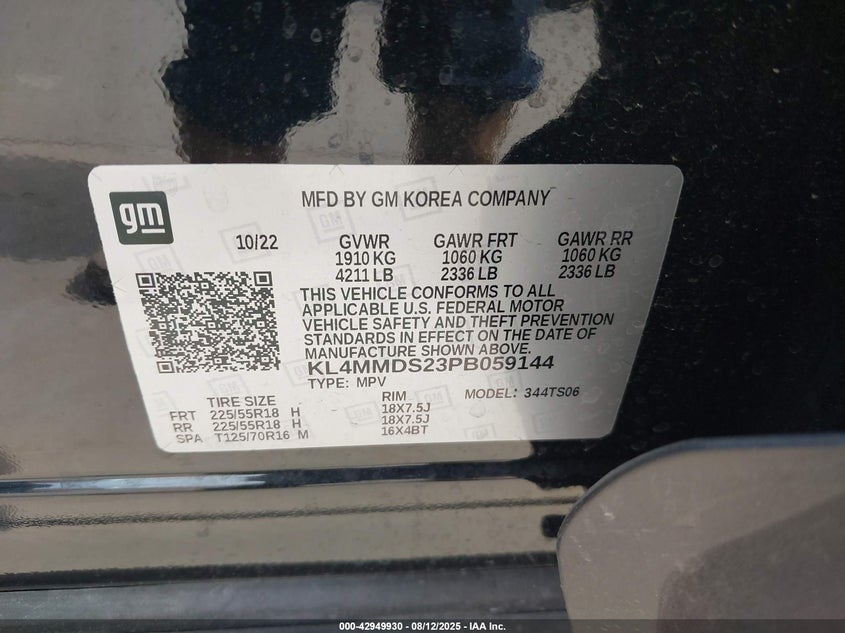 gm
MFD BY GM KOREA COMPANY
10/22 GVWR GAWR FRT GAWR RR
1910 KG 1060 KG 1060 KG
4211 LB 2336 LB 2336 LB
THIS VEHICLE CONFORMS TO ALL
APPLICABLE U.S. FEDERAL MOTOR
VEHICLE SAFETY AND THEFT PREVENTION
STANDARDS IN EFFECT ON THE DATE OF
MANUFACTURE SHOWN ABOVE.
KL4MMDS23PB059144
TYPE: MPV MODEL: 344TS06
TIRE SIZE RIM
FRT 225/55R18 H 18X7.5J
RR 225/55R18 H 18X7.5J
SPA T125/70R16 M 16X4BT
000-42949930 - 08/12/2025 - IAA Inc.